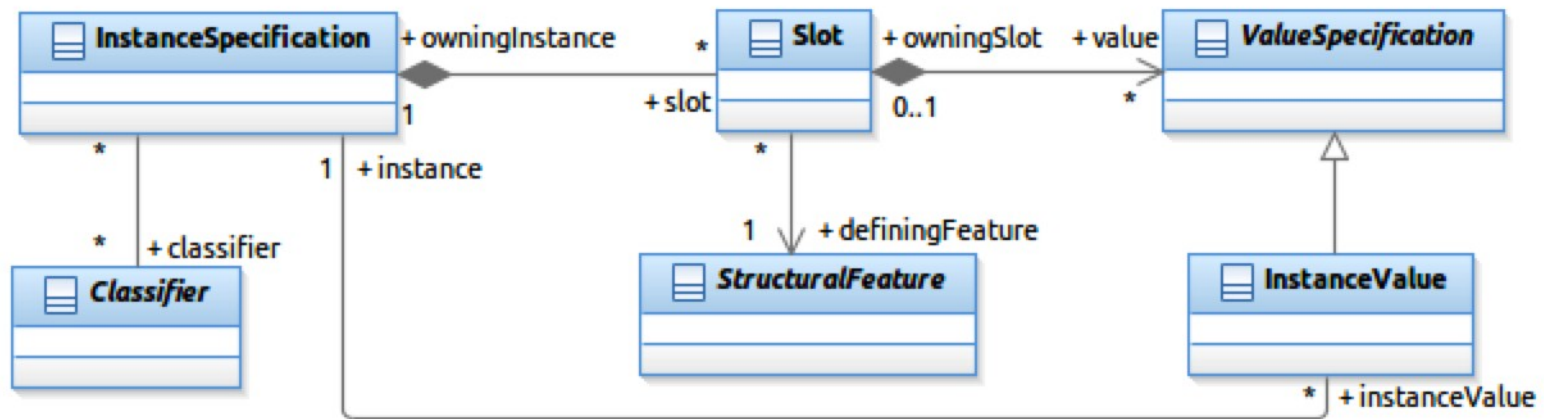 InstanceSpecification
+ owningInstance
*
Slot
+ owningSlot
+ value
ValueSpecification
1
+ slot
0..1
*
*
1
+ instance
*
*
+ classifier
1
+ definingFeature
Classifier
StructuralFeature
InstanceValue
*
+ instanceValue